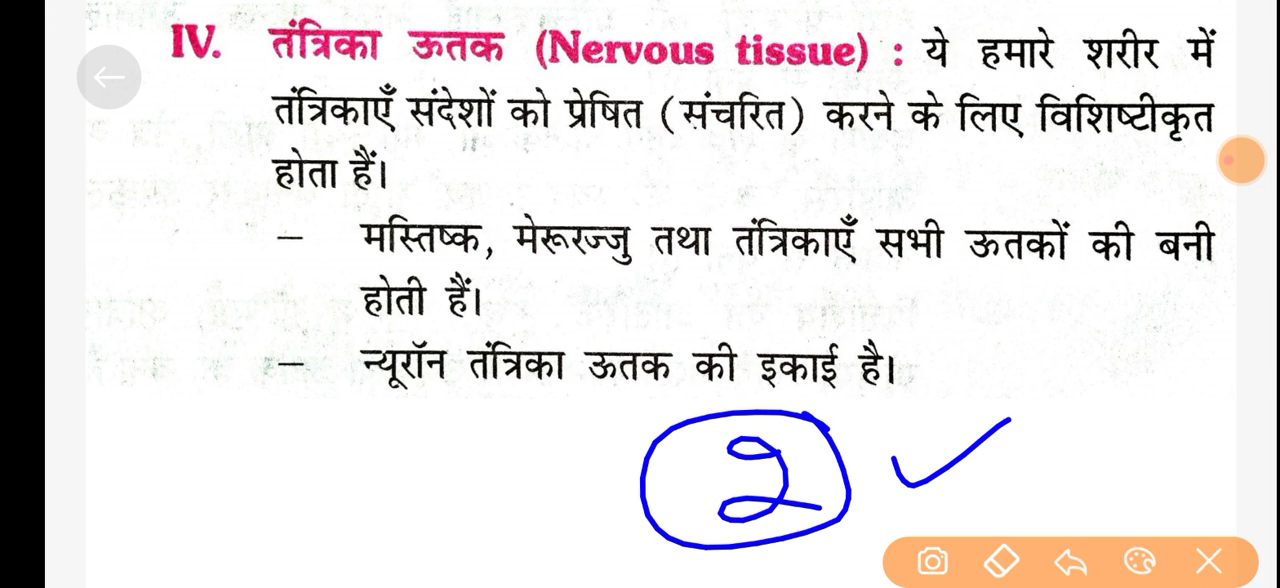 IV. तंत्रिका ऊतक (Nervous tissue) : ये हमारे शरीर में
तंत्रिकाएँ संदेशों को प्रेषित (संचरित) करने के लिए विशिष्टीकृत
होता हैं।
– मस्तिष्क, मेरूरज्जु तथा तंत्रिकाएँ सभी ऊतकों की बनी
होती हैं।
– न्यूरॉन तंत्रिका ऊतक की इकाई है।
2